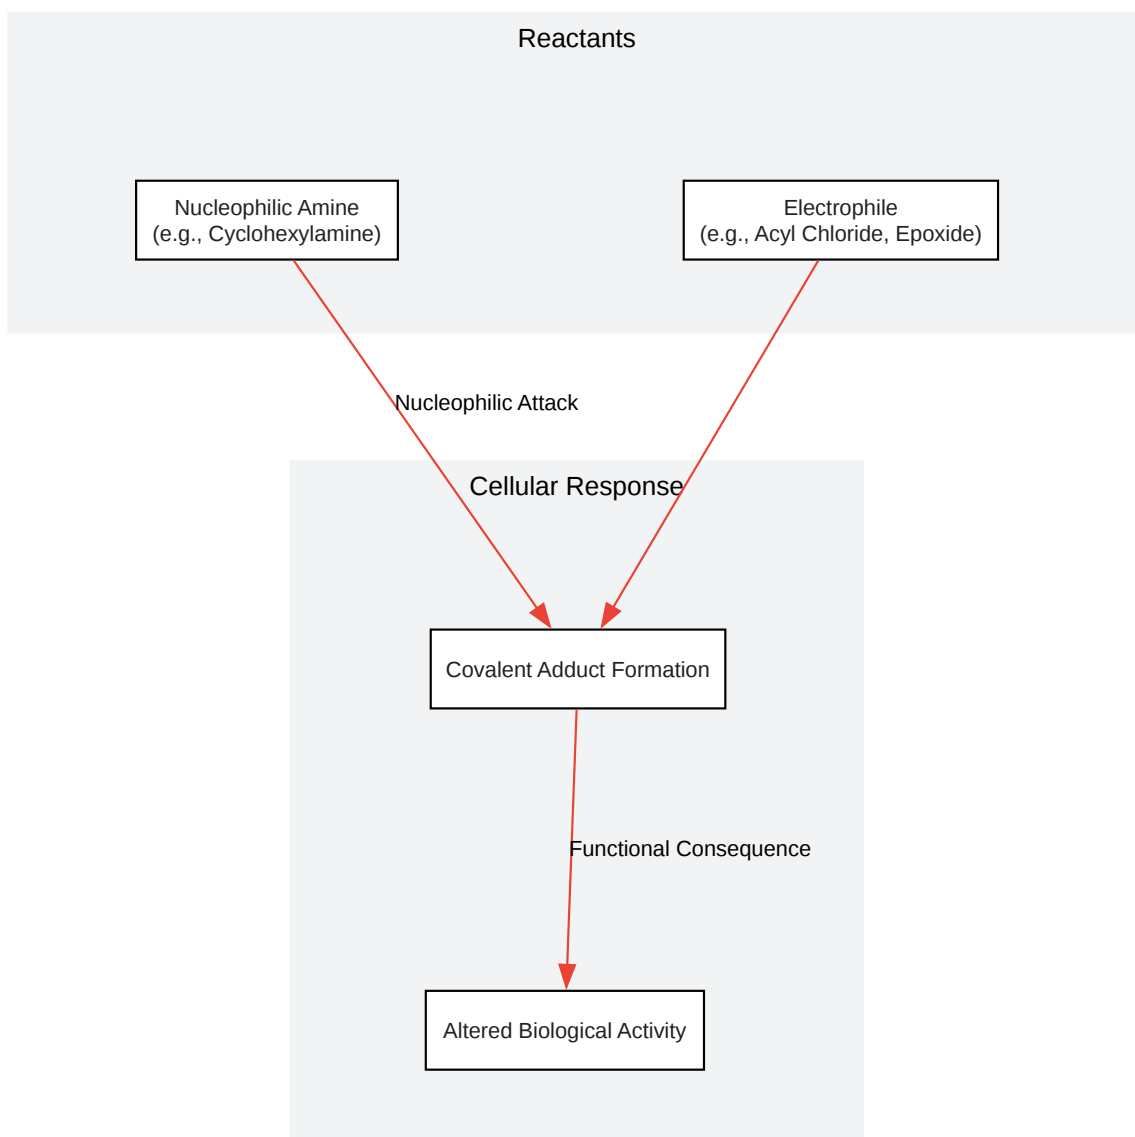 Reactants
Nucleophilic Amine
(e.g., Cyclohexylamine)
Electrophile
(e.g., Acyl Chloride, Epoxide)
Nucleophilic Attack
Cellular Response
Covalent Adduct Formation
Functional Consequence
Altered Biological Activity